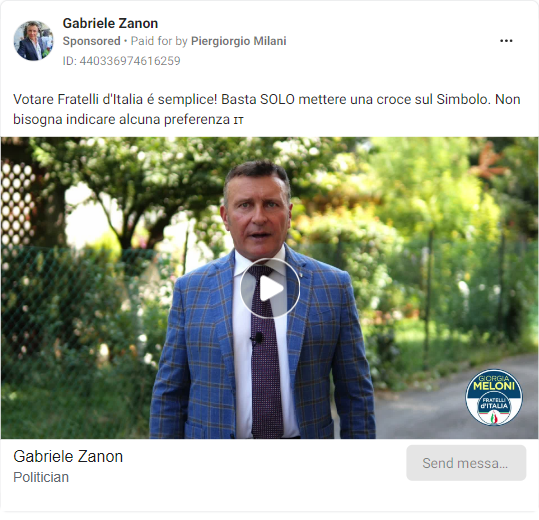 Gabriele Zanon
Sponsored • Paid for by Piergiorgio Milani
ID: 440336974616259
Votare Fratelli d'Italia é semplice! Basta SOLO mettere una croce sul Simbolo. Non
bisogna indicare alcuna preferenza ɪᴛ
GIORGIA
MELONI
FRATELLI
d'ITALIA
Gabriele Zanon
Politician
Send messa...